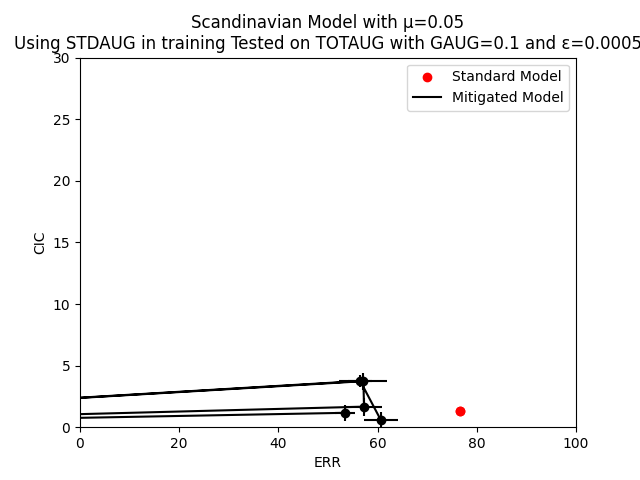 Scandinavian Model with μ=0.05
Using STDAUG in training Tested on TOTAUG with GAUG=0.1 and ε=0.0005
30
25
20
15
10
5
0
CIC
Standard Model
Mitigated Model
0 20 40 60 80 100
ERR